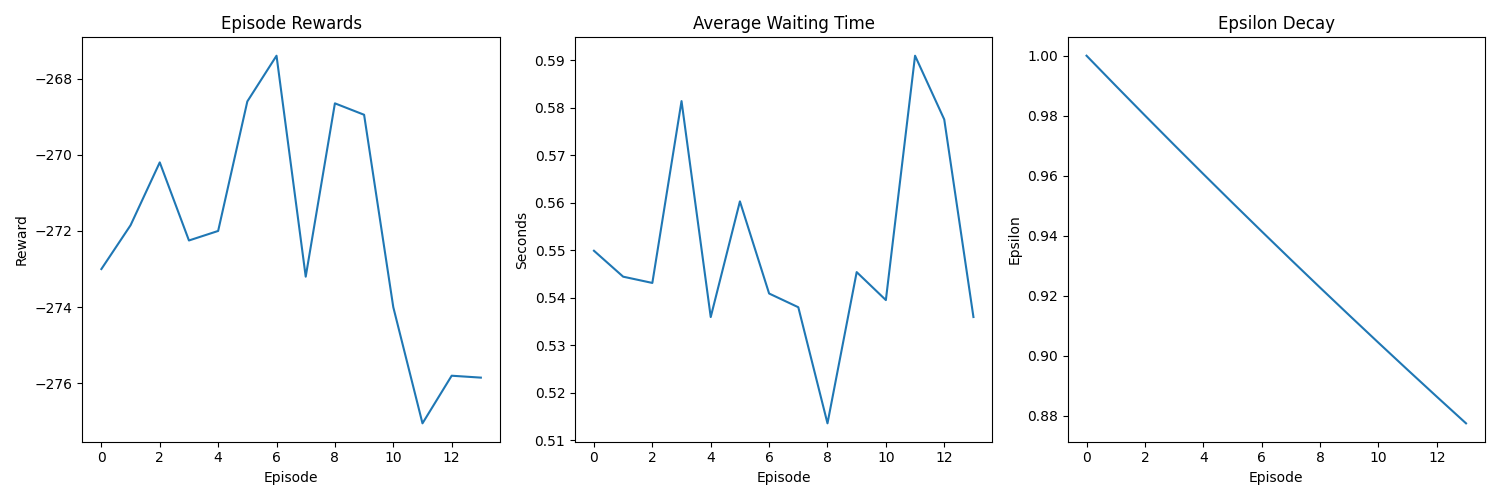 Episode Rewards
Reward
−268
−270
−272
−274
−276
0 2 4 6 8 10 12
Episode
Average Waiting Time
Seconds
0.59
0.58
0.57
0.56
0.55
0.54
0.53
0.52
0.51
0 2 4 6 8 10 12
Episode
Epsilon Decay
Epsilon
1.00
0.98
0.96
0.94
0.92
0.90
0.88
0 2 4 6 8 10 12
Episode